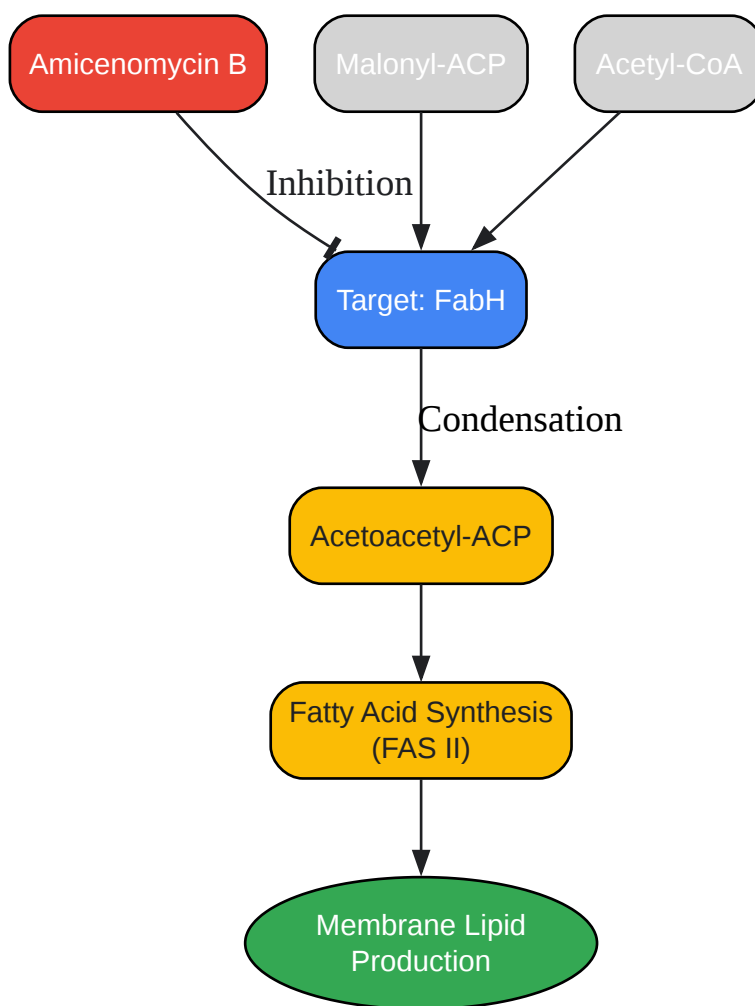 Amicenomycin B
Malonyl-ACP
Acetyl-CoA
Inhibition
Target: FabH
Condensation
Acetoacetyl-ACP
Fatty Acid Synthesis
(FAS II)
Membrane Lipid
Production